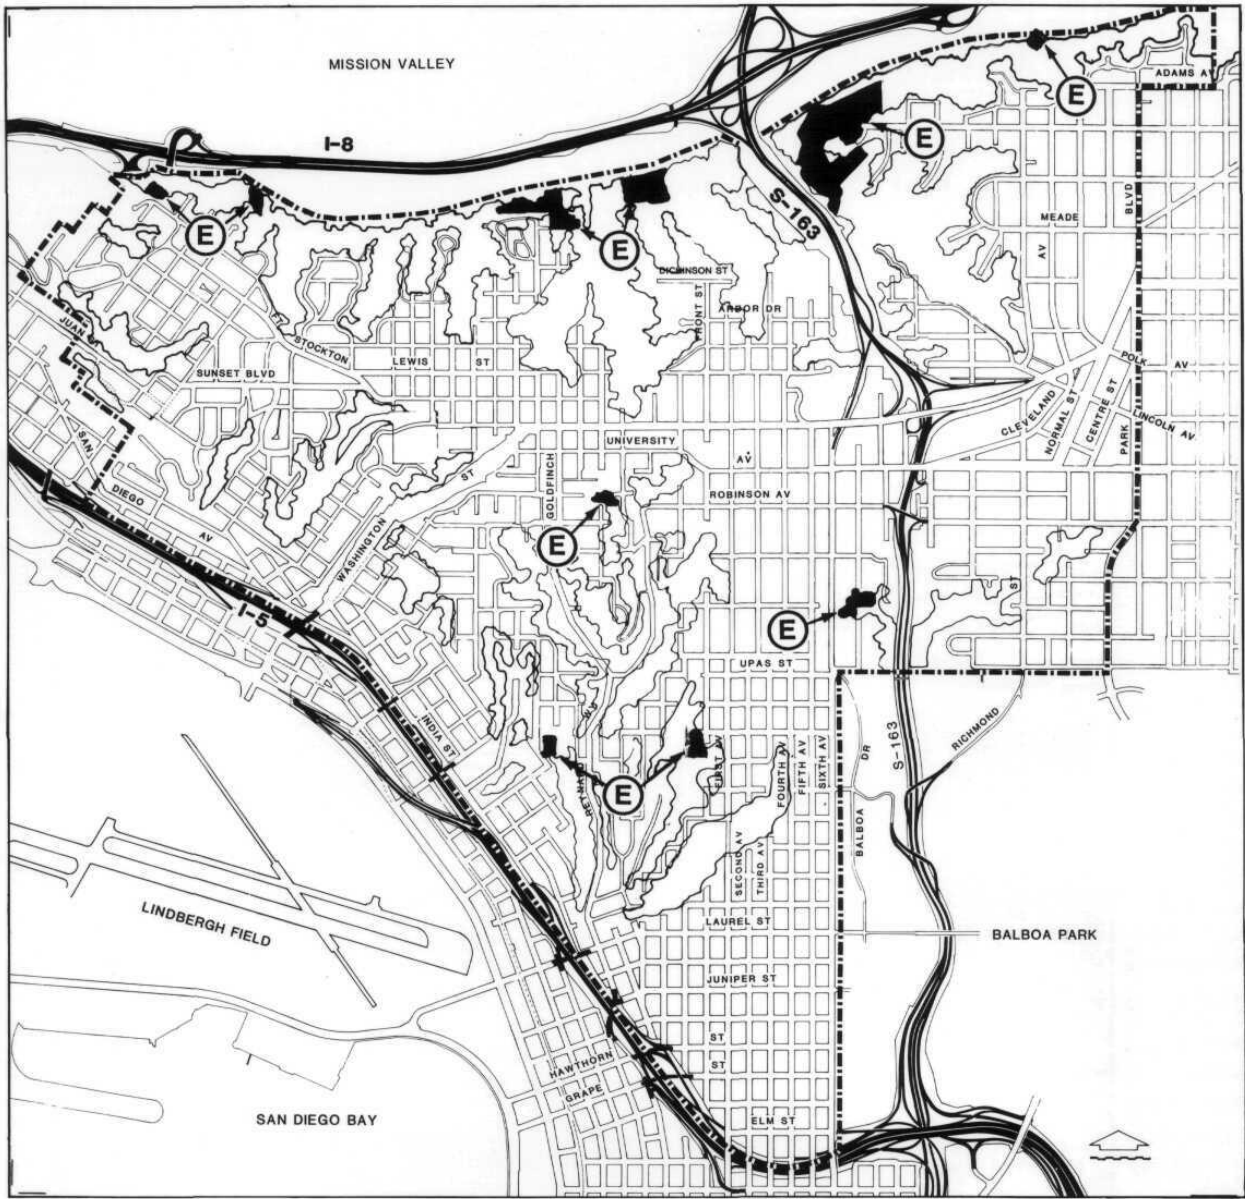 MISSION VALLEY
ADAMS AV
E
E
I-8
S-163
BLVD
MEADE
E
E
AV
DICKINSON ST
FRONT ST
ARBOR DR
JUAN
FT
STOCKTON
LEWIS ST
SUNSET BLVD
POLK AV
CLEVELAND
NORMAL ST
CENTRE ST
PARK
LINCOLN AV
UNIVERSITY
AV
SAN
DIEGO
AV
WASHINGTON
ST
GOLDFINCH
ROBINSON AV
E
I-5
ST
E
UPAS ST
INDIA ST
REYNARD
WY
FIRST AV
FOURTH AV
FIFTH AV
SIXTH AV
DR
S-163
RICHMOND
E
BALBOA
SECOND AV
THIRD AV
LINDBERGH FIELD
LAUREL ST
BALBOA PARK
JUNIPER ST
ST
HAWTHORN
ST
GRAPE
SAN DIEGO BAY
ELM ST